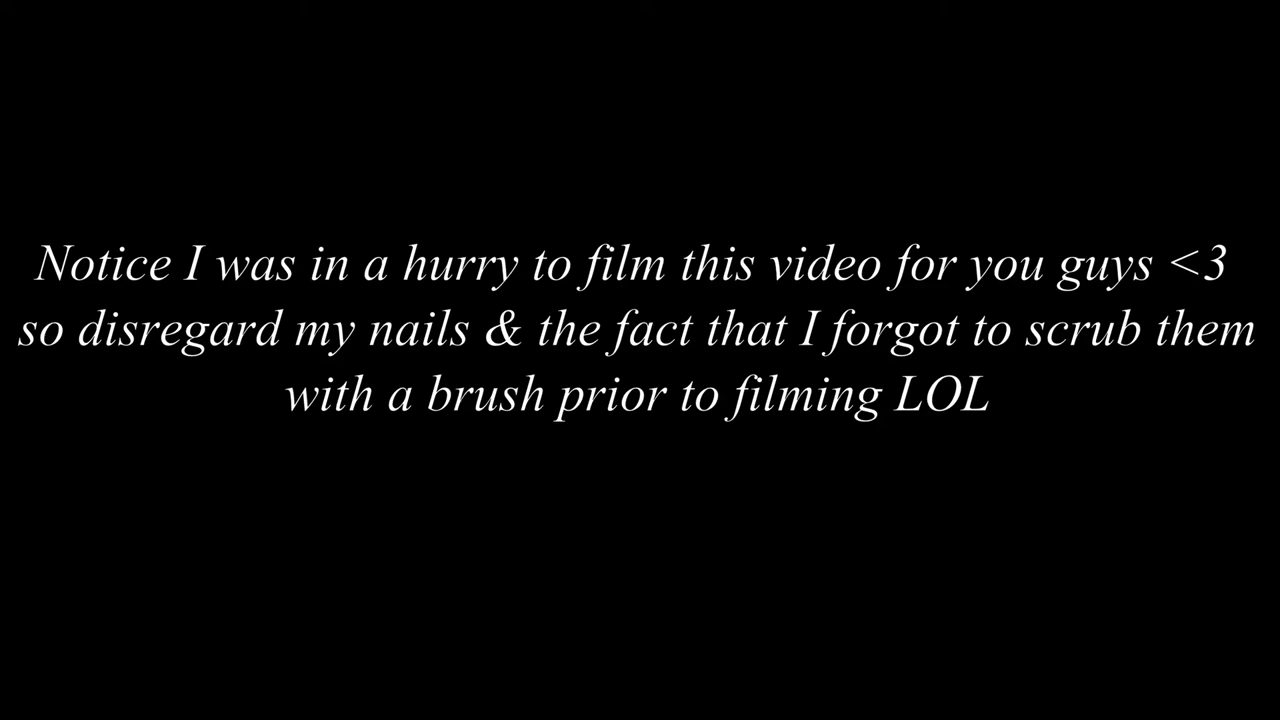 Notice I was in a hurry to film this video for you guys <3
so disregard my nails & the fact that I forgot to scrub them
with a brush prior to filming LOL